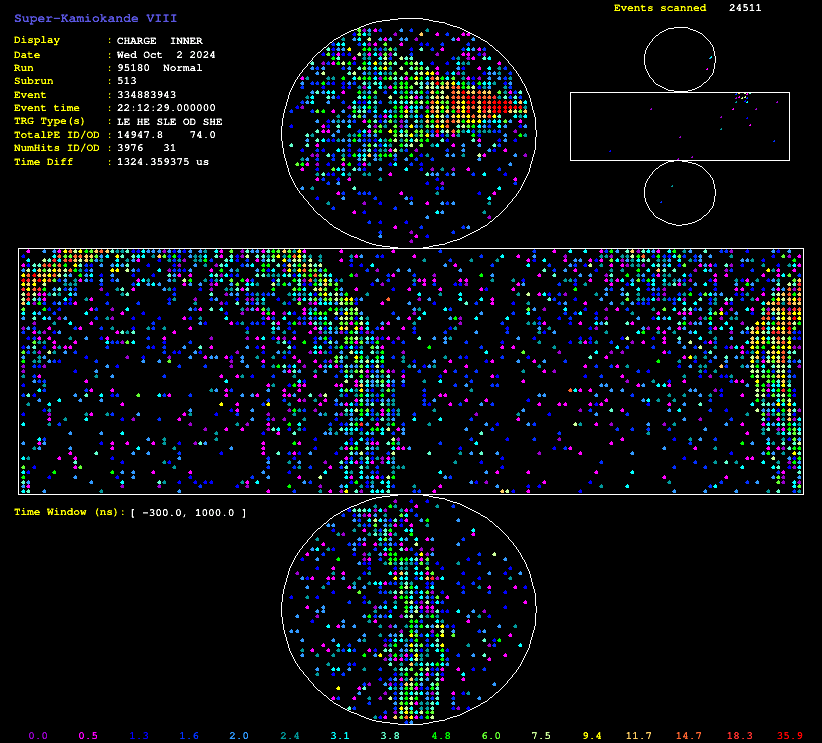 Super-Kamiokande VIII
Events scanned 24511
Display : CHARGE INNER
Date : Wed Oct 2 2024
Run : 95180 Normal
Subrun : 513
Event : 334883943
Event time : 22:12:29.000000
TRG Type(s) : LE HE SLE OD SHE
TotalPE ID/OD : 14947.8 74.0
NumHits ID/OD : 3976 31
Time Diff : 1324.359375 us
Time Window (ns): [ -300.0, 1000.0 ]
0.0 0.5 1.3 1.6 2.0 2.4 3.1 3.8 4.8 6.0 7.5 9.4 11.7 14.7 18.3 35.9